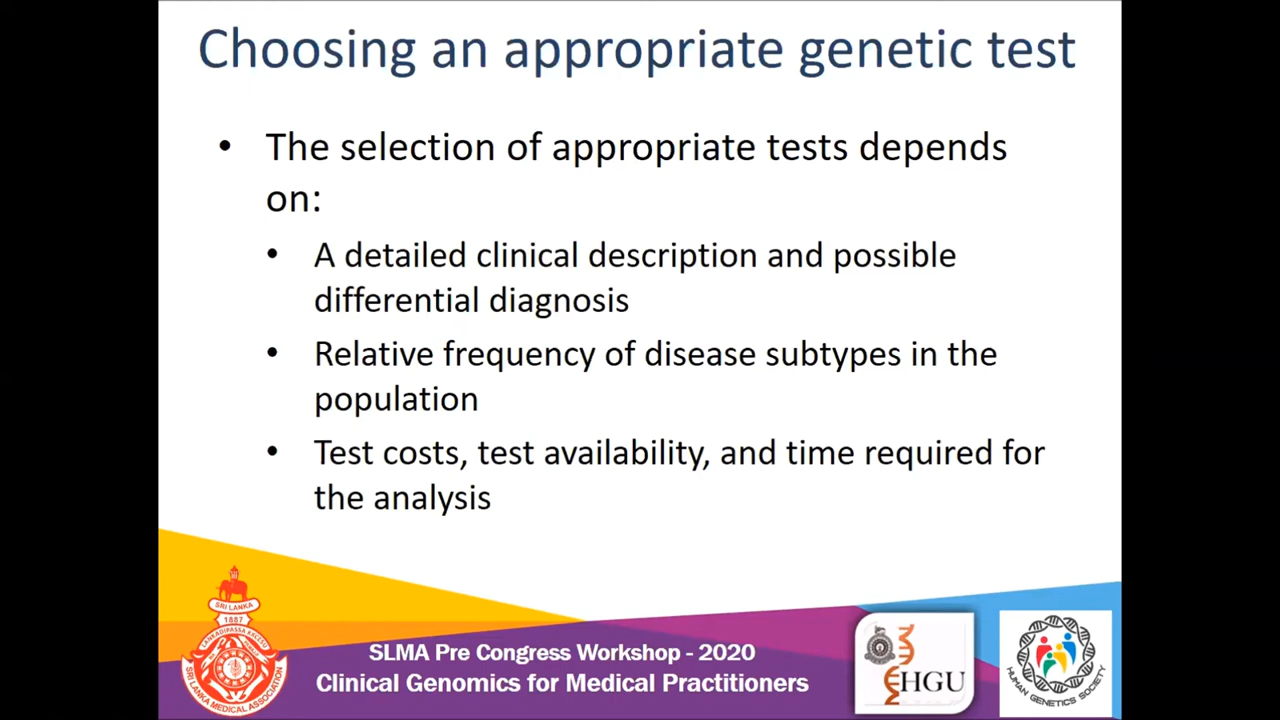 Choosing an appropriate genetic test
• The selection of appropriate tests depends
on:
• A detailed clinical description and possible
differential diagnosis
• Relative frequency of disease subtypes in the
population
• Test costs, test availability, and time required for
the analysis
SRI LANKA
1887
SRI LANKA MEDICAL ASSOCIATION
SLMA Pre Congress Workshop - 2020
Clinical Genomics for Medical Practitioners
HGU
HUMAN GENETICS SOCIETY